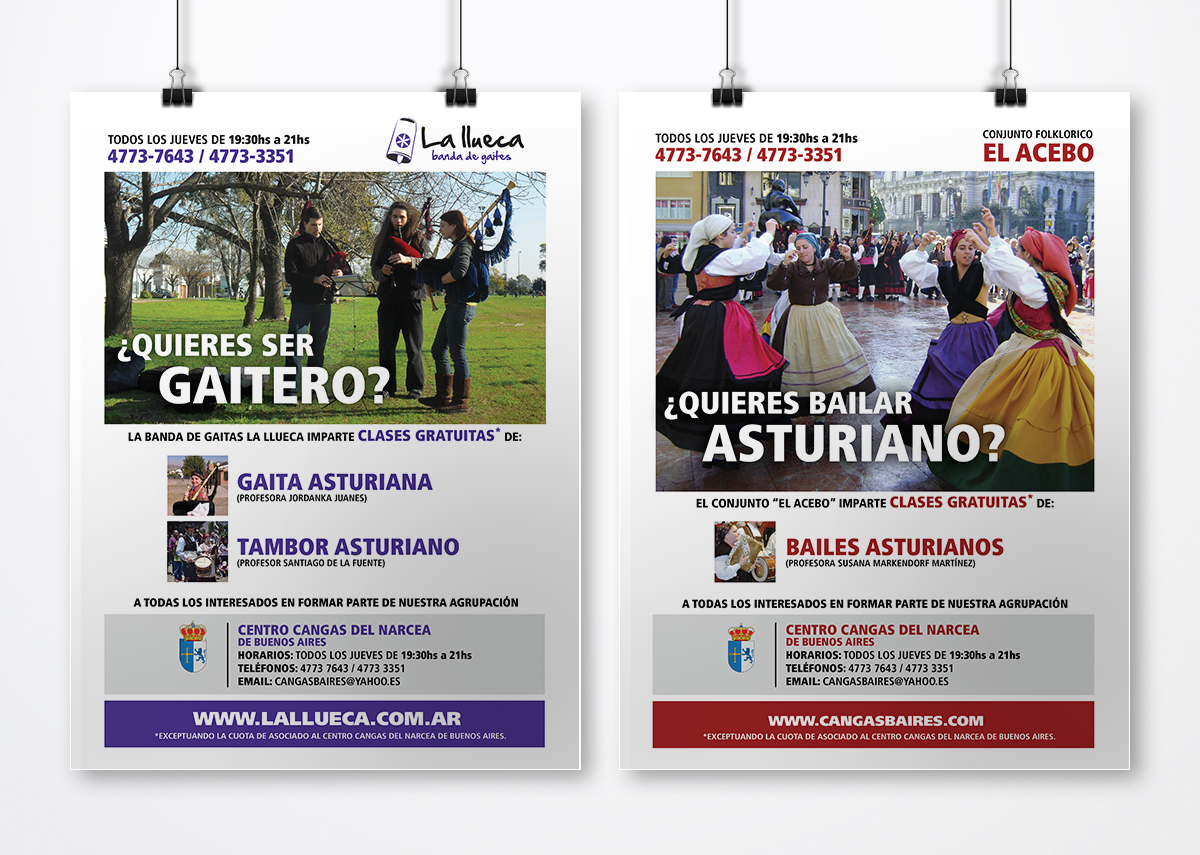 TODOS LOS JUEVES DE 19:30hs a 21hs
4773-7643 / 4773-3351
La llueca
banda de gaites
¿QUIERES SER
GAITERO?
LA BANDA DE GAITAS LA LLUECA IMPARTE CLASES GRATUITAS* DE:
GAITA ASTURIANA
(PROFESORA JORDANKA JUANES)
TAMBOR ASTURIANO
(PROFESOR SANTIAGO DE LA FUENTE)
A TODAS LOS INTERESADOS EN FORMAR PARTE DE NUESTRA AGRUPACIÓN
CENTRO CANGAS DEL NARCEA
DE BUENOS AIRES
HORARIOS: TODOS LOS JUEVES DE 19:30hs a 21hs
TELÉFONOS: 4773 7643 / 4773 3351
EMAIL: CANGASBAIRES@YAHOO.ES
WWW.LALLUECA.COM.AR
*EXCEPTUANDO LA CUOTA DE ASOCIADO AL CENTRO CANGAS DEL NARCEA DE BUENOS AIRES.
TODOS LOS JUEVES DE 19:30hs a 21hs
4773-7643 / 4773-3351
CONJUNTO FOLKLORICO
EL ACEBO
¿QUIERES BAILAR
ASTURIANO?
EL CONJUNTO "EL ACEBO" IMPARTE CLASES GRATUITAS* DE:
BAILES ASTURIANOS
(PROFESORA SUSANA MARKENDORF MARTÍNEZ)
A TODAS LOS INTERESADOS EN FORMAR PARTE DE NUESTRA AGRUPACIÓN
CENTRO CANGAS DEL NARCEA
DE BUENOS AIRES
HORARIOS: TODOS LOS JUEVES DE 19:30hs a 21hs
TELÉFONOS: 4773 7643 / 4773 3351
EMAIL: CANGASBAIRES@YAHOO.ES
WWW.CANGASBAIRES.COM
*EXCEPTUANDO LA CUOTA DE ASOCIADO AL CENTRO CANGAS DEL NARCEA DE BUENOS AIRES.